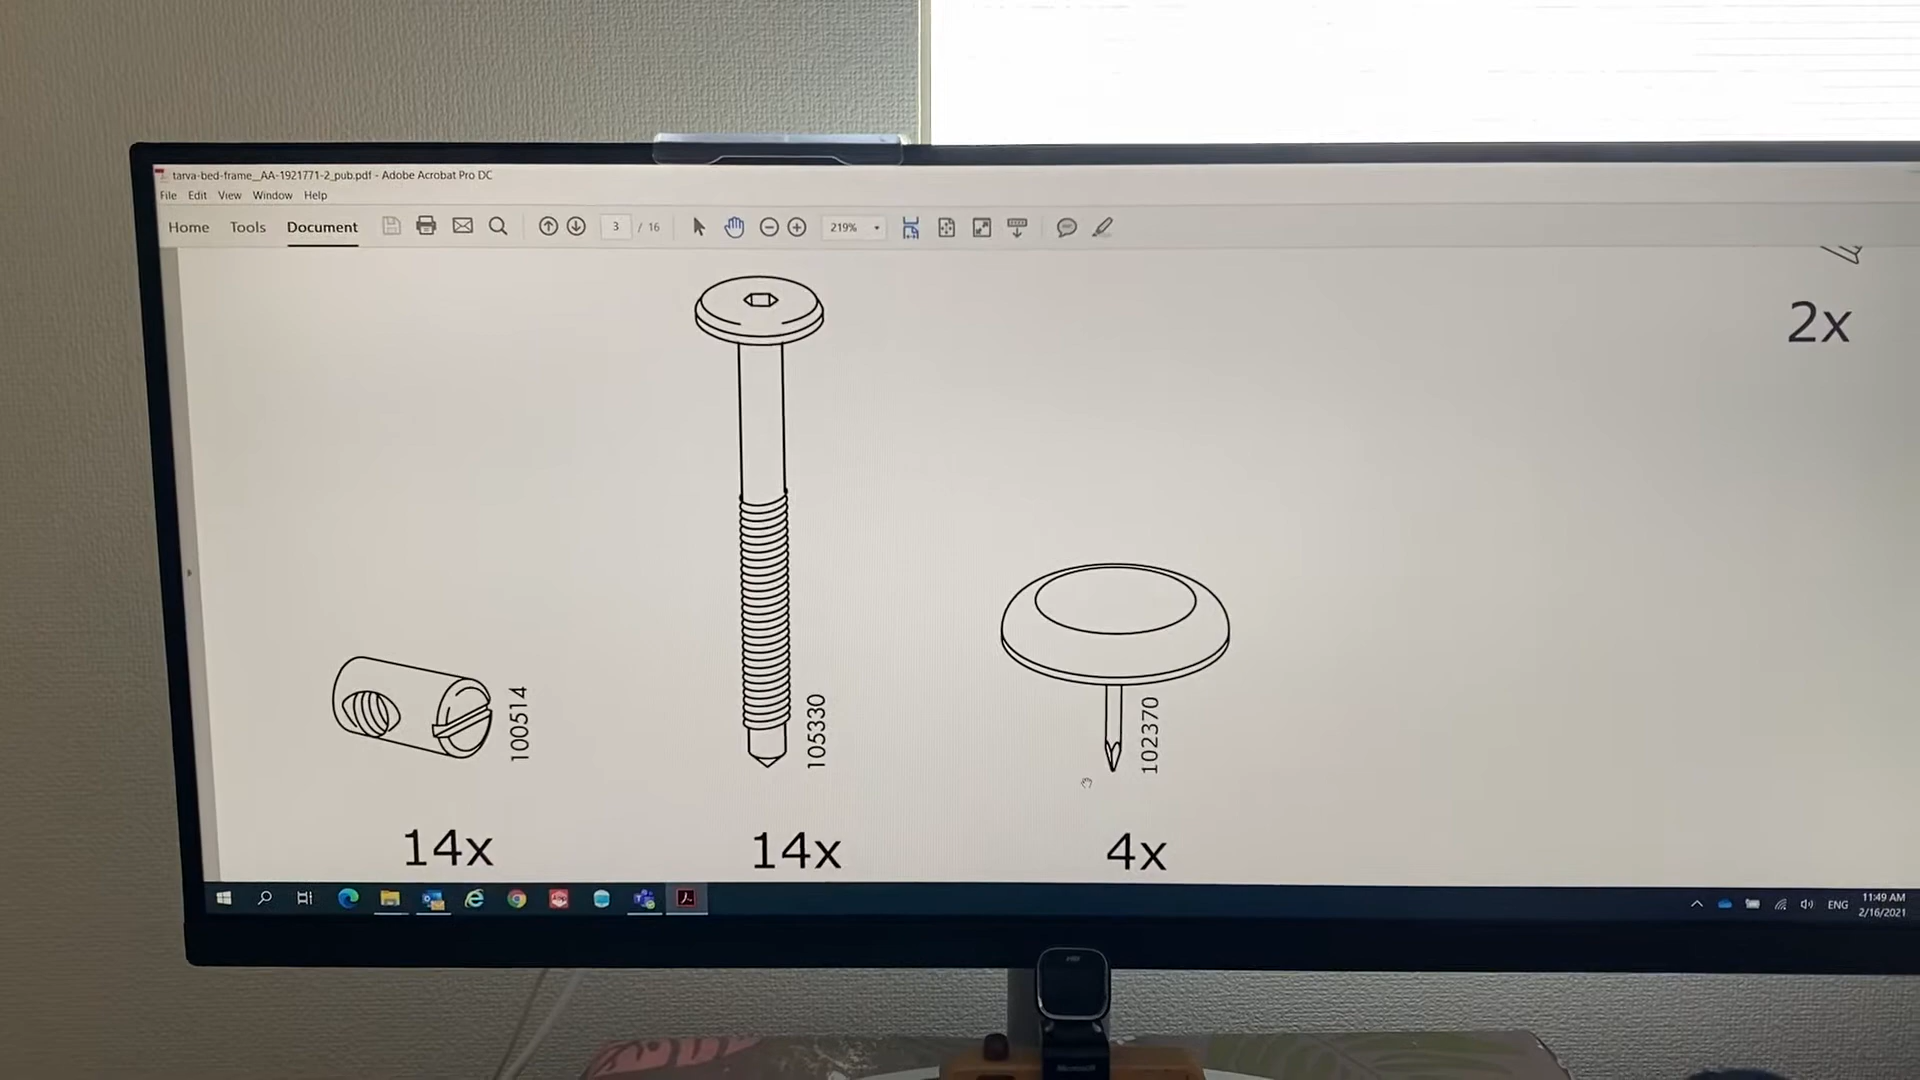 tarva-bed-frame__AA-1921771-2_pub.pdf - Adobe Acrobat Pro DC
File Edit View Window Help
Home Tools Document 3 / 16 219%
2x
100514
105330
102370
14x 14x 4x
ENG
11:49 AM
2/16/2021
Microsoft